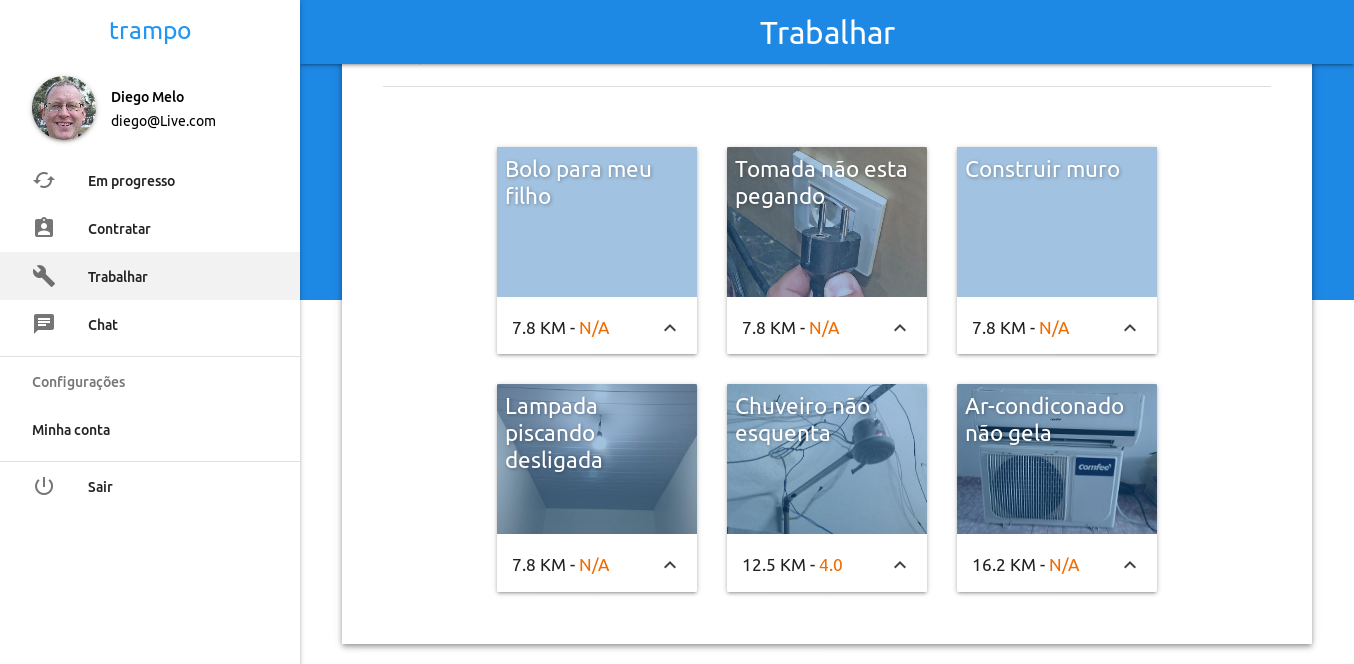 trampo
Trabalhar
Diego Melo
diego@Live.com
Em progresso
Contratar
Trabalhar
Chat
Configurações
Minha conta
Sair
Bolo para meu
filho
7.8 KM - N/A
Tomada não esta
pegando
7.8 KM - N/A
Construir muro
7.8 KM - N/A
Lampada
piscando
desligada
7.8 KM - N/A
Chuveiro não
esquenta
12.5 KM - 4.0
Ar-condiconado
não gela
comfee'
16.2 KM - N/A